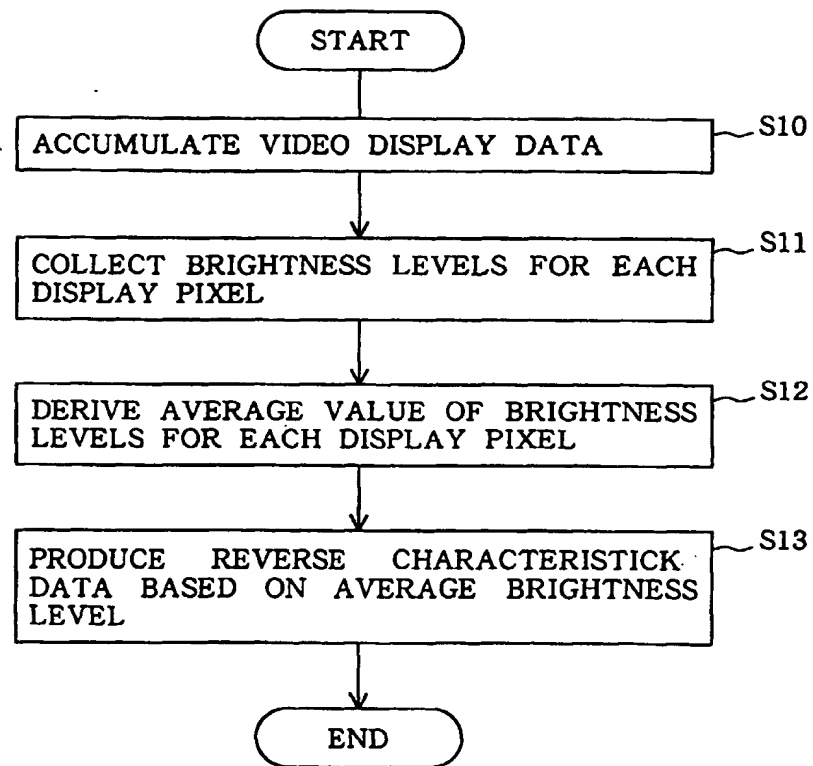 START
ACCUMULATE VIDEO DISPLAY DATA
S10
COLLECT BRIGHTNESS LEVELS FOR EACH
DISPLAY PIXEL
S11
DERIVE AVERAGE VALUE OF BRIGHTNESS
LEVELS FOR EACH DISPLAY PIXEL
S12
PRODUCE REVERSE CHARACTERISTICK
DATA BASED ON AVERAGE BRIGHTNESS
LEVEL
S13
END